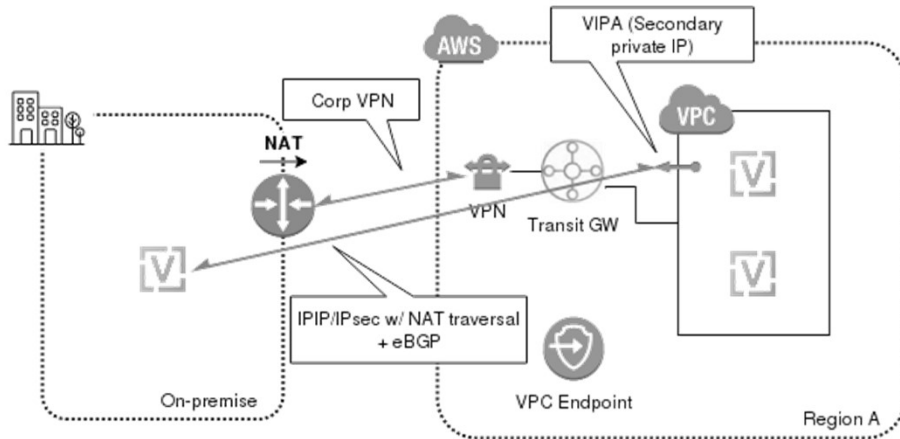 VIPA (Secondary
private IP)
AWS
Corp VPN
VPC
NAT
VPN
Transit GW
V
V
V
IPIP/IPsec w/ NAT traversal
+ eBGP
On-premise
VPC Endpoint
Region A